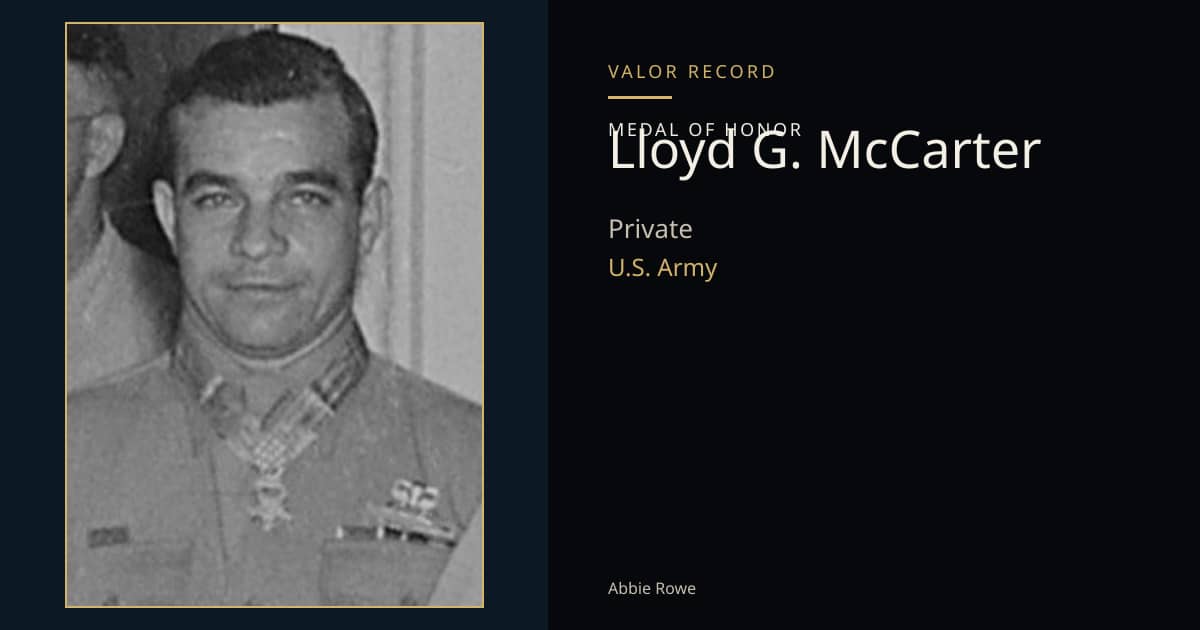 VALOR RECORD
MEDAL OF HONOR
Lloyd G. McCarter
Private
U.S. Army
Abbie Rowe